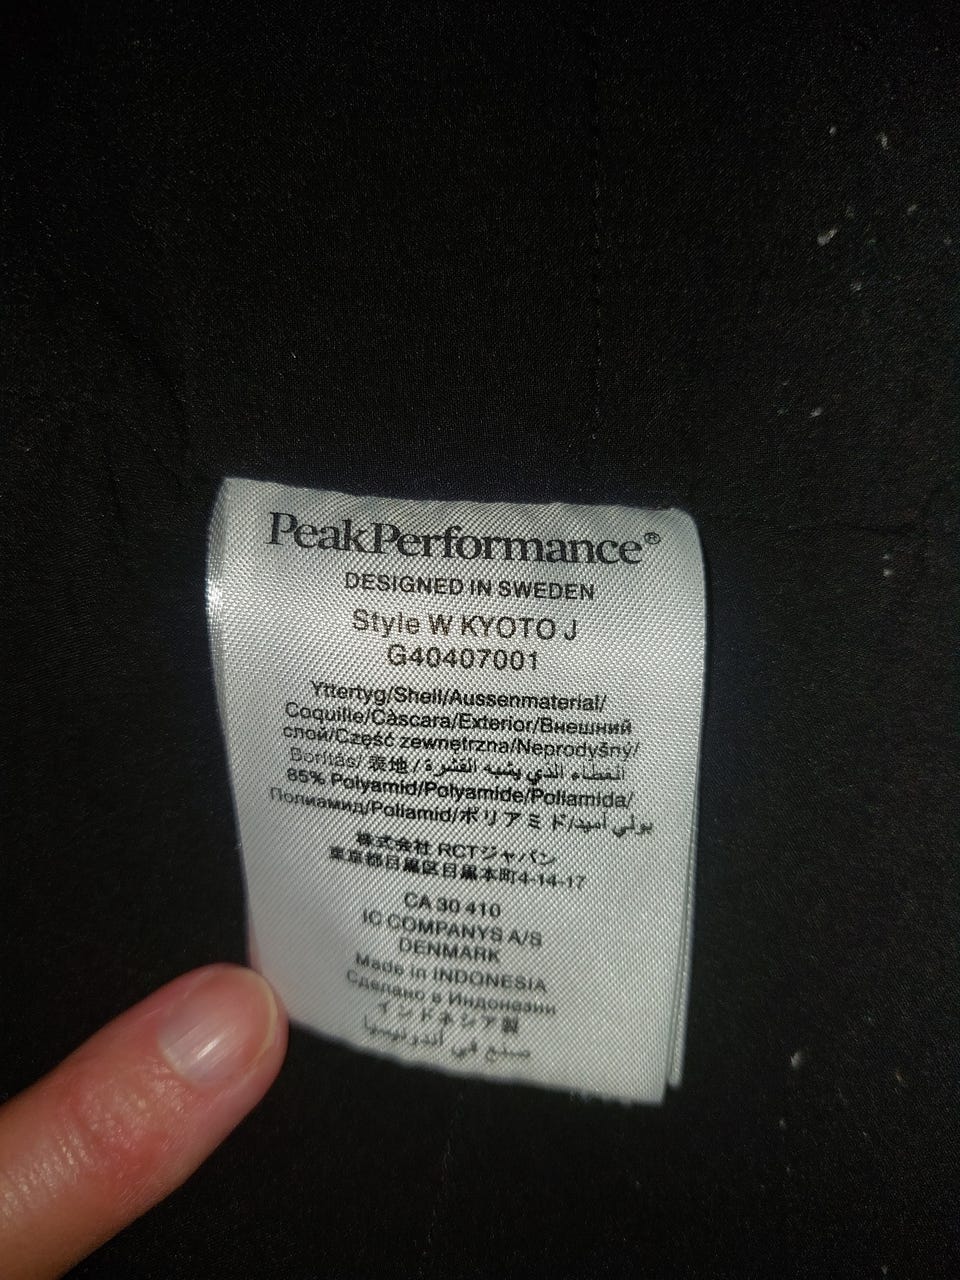 PeakPerformance®
DESIGNED IN SWEDEN
Style W KYOTO J
G40407001
Yttertyg/Shell/Aussenmaterial/
Coquille/Càscara/Exterior/Внешний
слой/Część zewnętrzna/Neprodyšný/
Borítás/表地/الغطاء الذي يشبه القشرة
85% Polyamid/Polyamide/Poliamida/
Полиамид/Poliamid/ポリアミド/بولي أميد
株式会社 RCTジャパン
東京都目黒区目黒本町4-14-17
CA 30 410
IC COMPANYS A/S
DENMARK
Made in INDONESIA
Сделано в Индонезии
インドネシア製
صنع في أندونيسيا